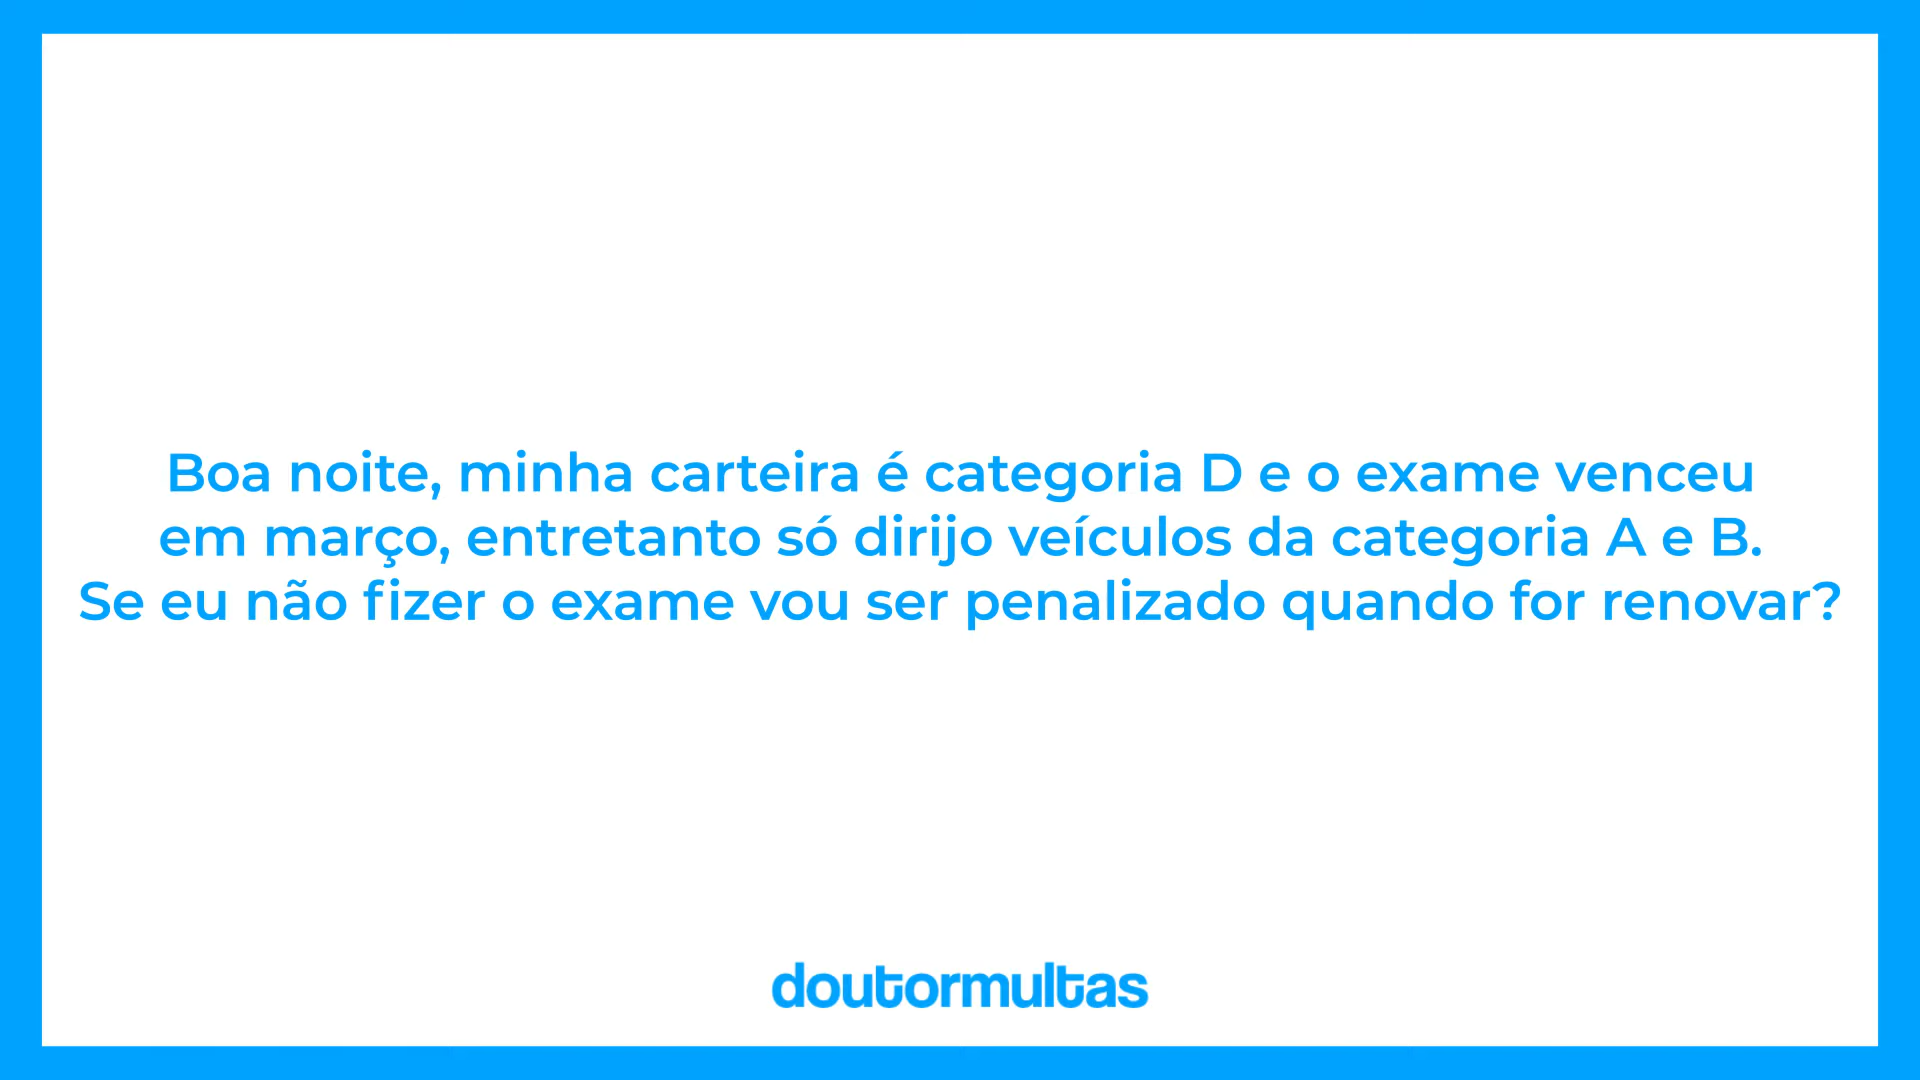 Boa noite, minha carteira é categoria D e o exame venceu
em março, entretanto só dirijo veículos da categoria A e B.
Se eu não fizer o exame vou ser penalizado quando for renovar?
doutormultas